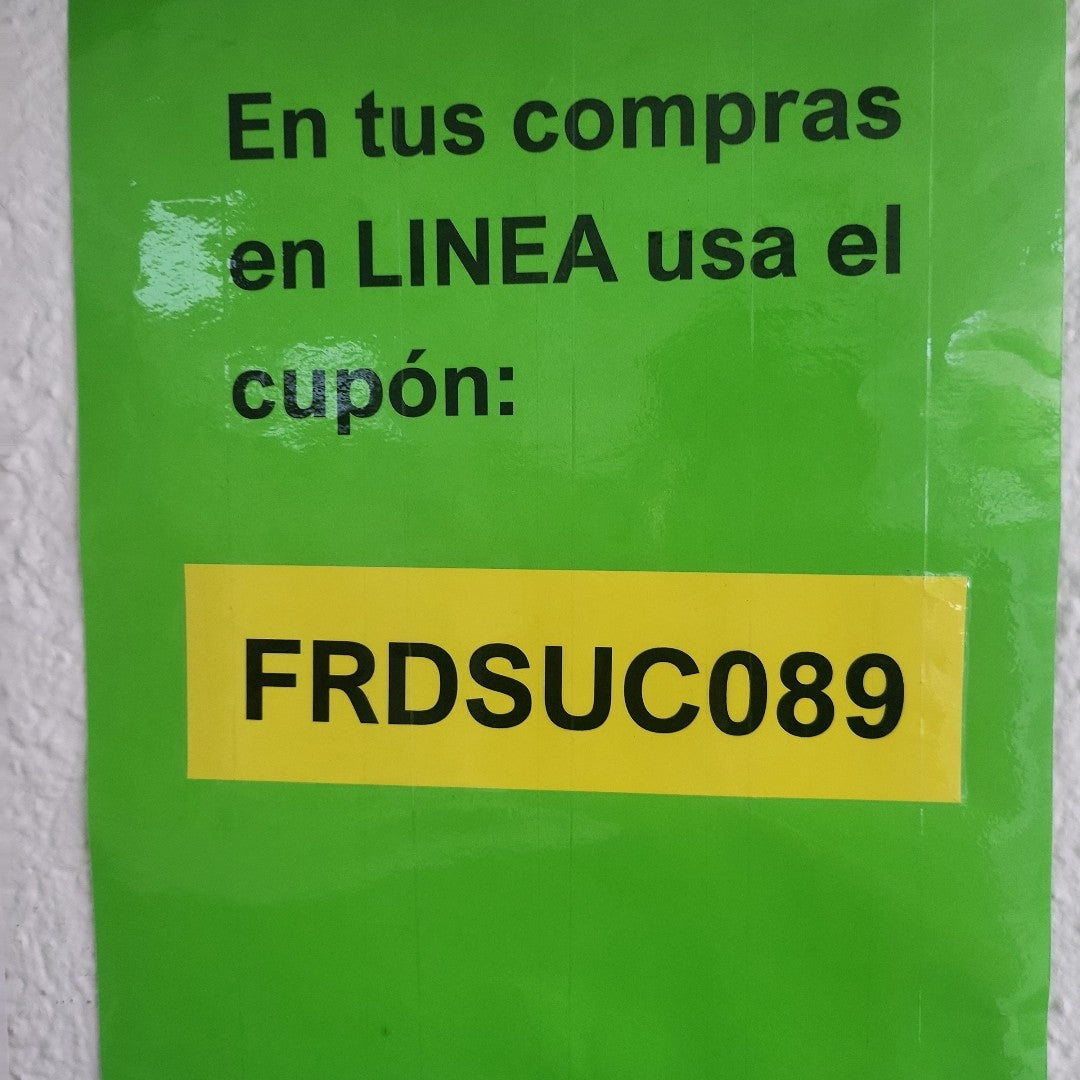 En tus compras
en LINEA usa el
cupón:
FRDSUC089